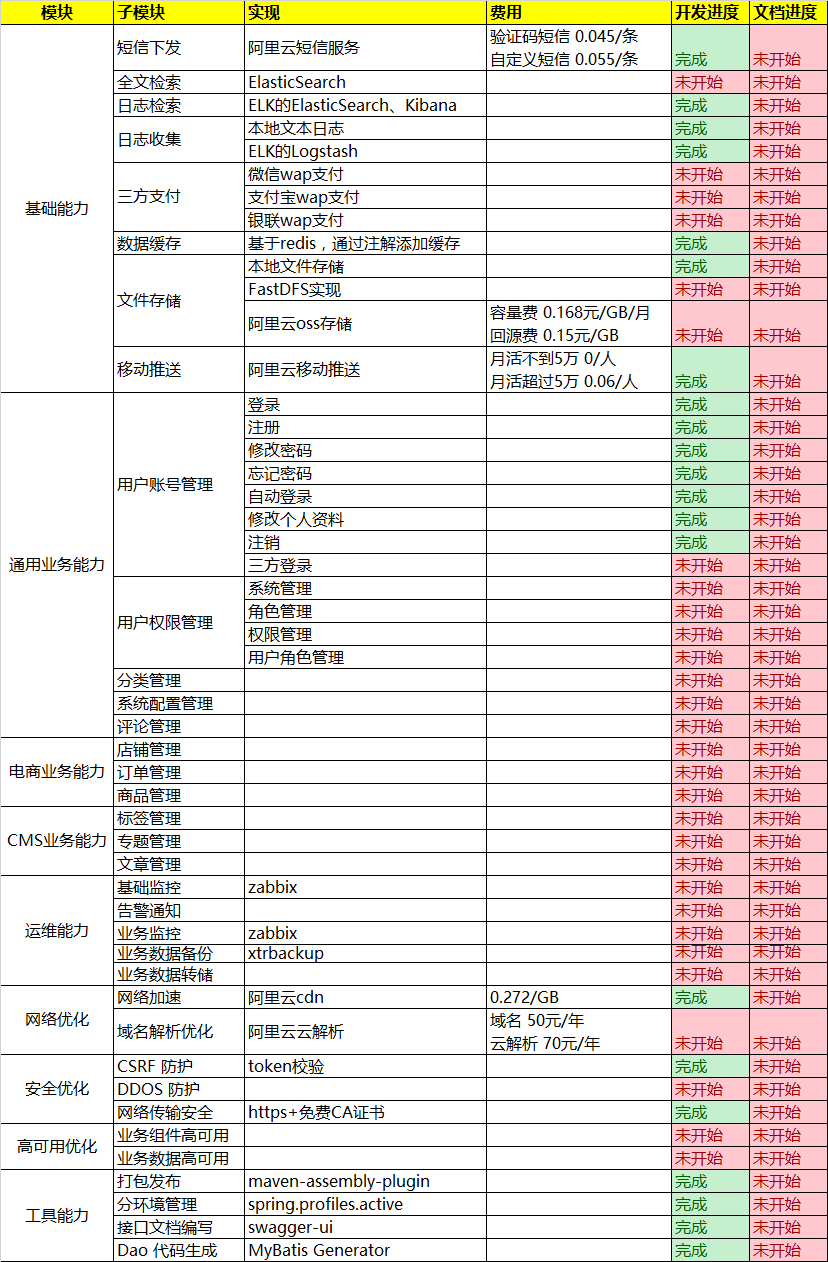 模块 子模块 实现 费用 开发进度 文档进度
基础能力 短信下发 阿里云短信服务 验证码短信 0.045/条
自定义短信 0.055/条 完成 未开始
全文检索 ElasticSearch 未开始 未开始
日志检索 ELK的ElasticSearch、Kibana 完成 未开始
日志收集 本地文本日志 完成 未开始
ELK的Logstash 完成 未开始
三方支付 微信wap支付 未开始 未开始
支付宝wap支付 未开始 未开始
银联wap支付 未开始 未开始
数据缓存 基于redis，通过注解添加缓存 完成 未开始
文件存储 本地文件存储 完成 未开始
FastDFS实现 未开始 未开始
阿里云oss存储 容量费 0.168元/GB/月
回源费 0.15元/GB 未开始 未开始
移动推送 阿里云移动推送 月活不到5万 0/人
月活超过5万 0.06/人 完成 未开始
通用业务能力 用户账号管理 登录 完成 未开始
注册 完成 未开始
修改密码 完成 未开始
忘记密码 完成 未开始
自动登录 完成 未开始
修改个人资料 完成 未开始
注销 完成 未开始
三方登录 未开始 未开始
用户权限管理 系统管理 未开始 未开始
角色管理 未开始 未开始
权限管理 未开始 未开始
用户角色管理 未开始 未开始
分类管理 未开始 未开始
系统配置管理 未开始 未开始
评论管理 未开始 未开始
电商业务能力 店铺管理 未开始 未开始
订单管理 未开始 未开始
商品管理 未开始 未开始
CMS业务能力 标签管理 未开始 未开始
专题管理 未开始 未开始
文章管理 未开始 未开始
运维能力 基础监控 zabbix 未开始 未开始
告警通知 未开始 未开始
业务监控 zabbix 未开始 未开始
业务数据备份 xtrbackup 未开始 未开始
业务数据转储 未开始 未开始
网络优化 网络加速 阿里云cdn 0.272/GB 完成 未开始
域名解析优化 阿里云云解析 域名 50元/年
云解析 70元/年 未开始 未开始
安全优化 CSRF 防护 token校验 完成 未开始
DDOS 防护 未开始 未开始
网络传输安全 https+免费CA证书 完成 未开始
高可用优化 业务组件高可用 未开始 未开始
业务数据高可用 未开始 未开始
工具能力 打包发布 maven-assembly-plugin 完成 未开始
分环境管理 spring.profiles.active 完成 未开始
接口文档编写 swagger-ui 完成 未开始
Dao 代码生成 MyBatis Generator 完成 未开始